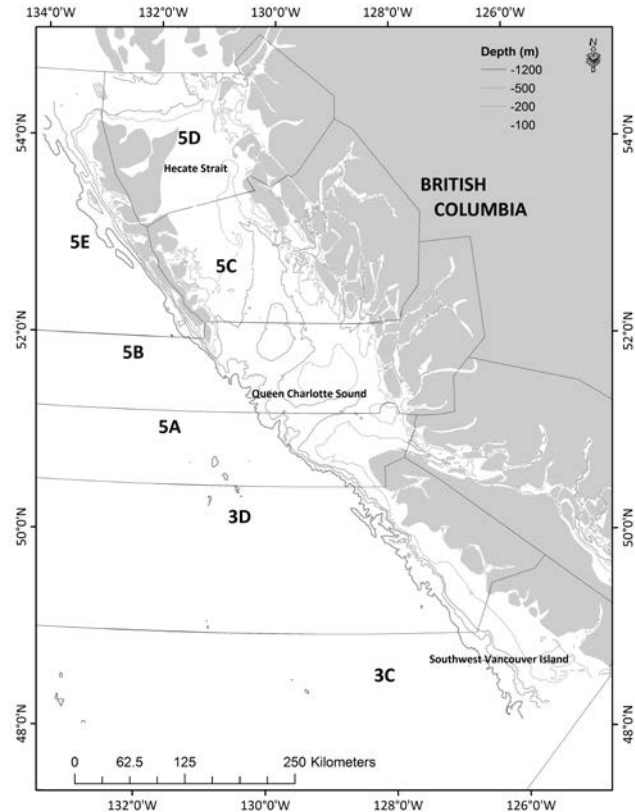 134°0'W 132°0'W 130°0'W 128°0'W 126°0'W
Depth (m)
-1200
-500
-200
-100
N
54°0'N 54°0'N
5D
Hecate Strait
BRITISH
COLUMBIA
5E
5C
52°0'N 52°0'N
5B
Queen Charlotte Sound
5A
50°0'N 50°0'N
3D
Southwest Vancouver Island
3C
48°0'N 48°0'N
0 62.5 125 250 Kilometers
132°0'W 130°0'W 128°0'W 126°0'W